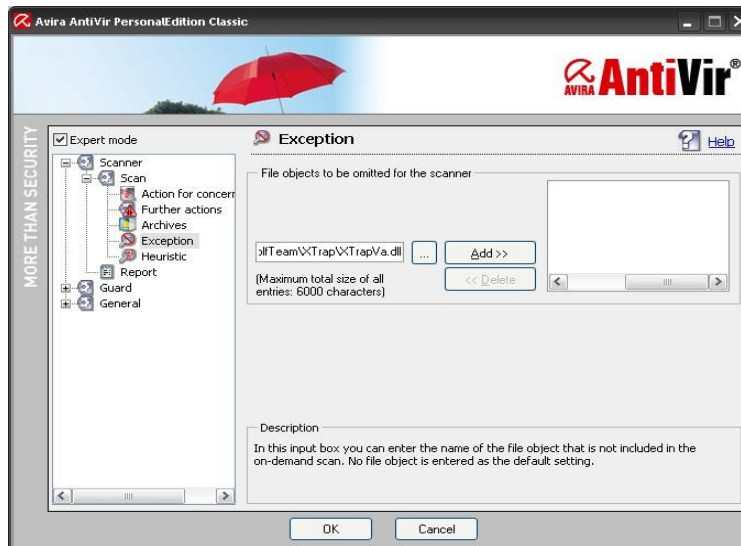 Avira AntiVir PersonalEdition Classic
AVIRA AntiVir®
MORE THAN SECURITY
Expert mode
Scanner
Scan
Action for concerr
Further actions
Archives
Exception
Heuristic
Report
Guard
General
Exception
Help
File objects to be omitted for the scanner
olfTeam\XTrap\XTrapVa.dll
...
Add >>
<< Delete
(Maximum total size of all
entries: 6000 characters)
Description
In this input box you can enter the name of the file object that is not included in the
on-demand scan. No file object is entered as the default setting.
OK
Cancel